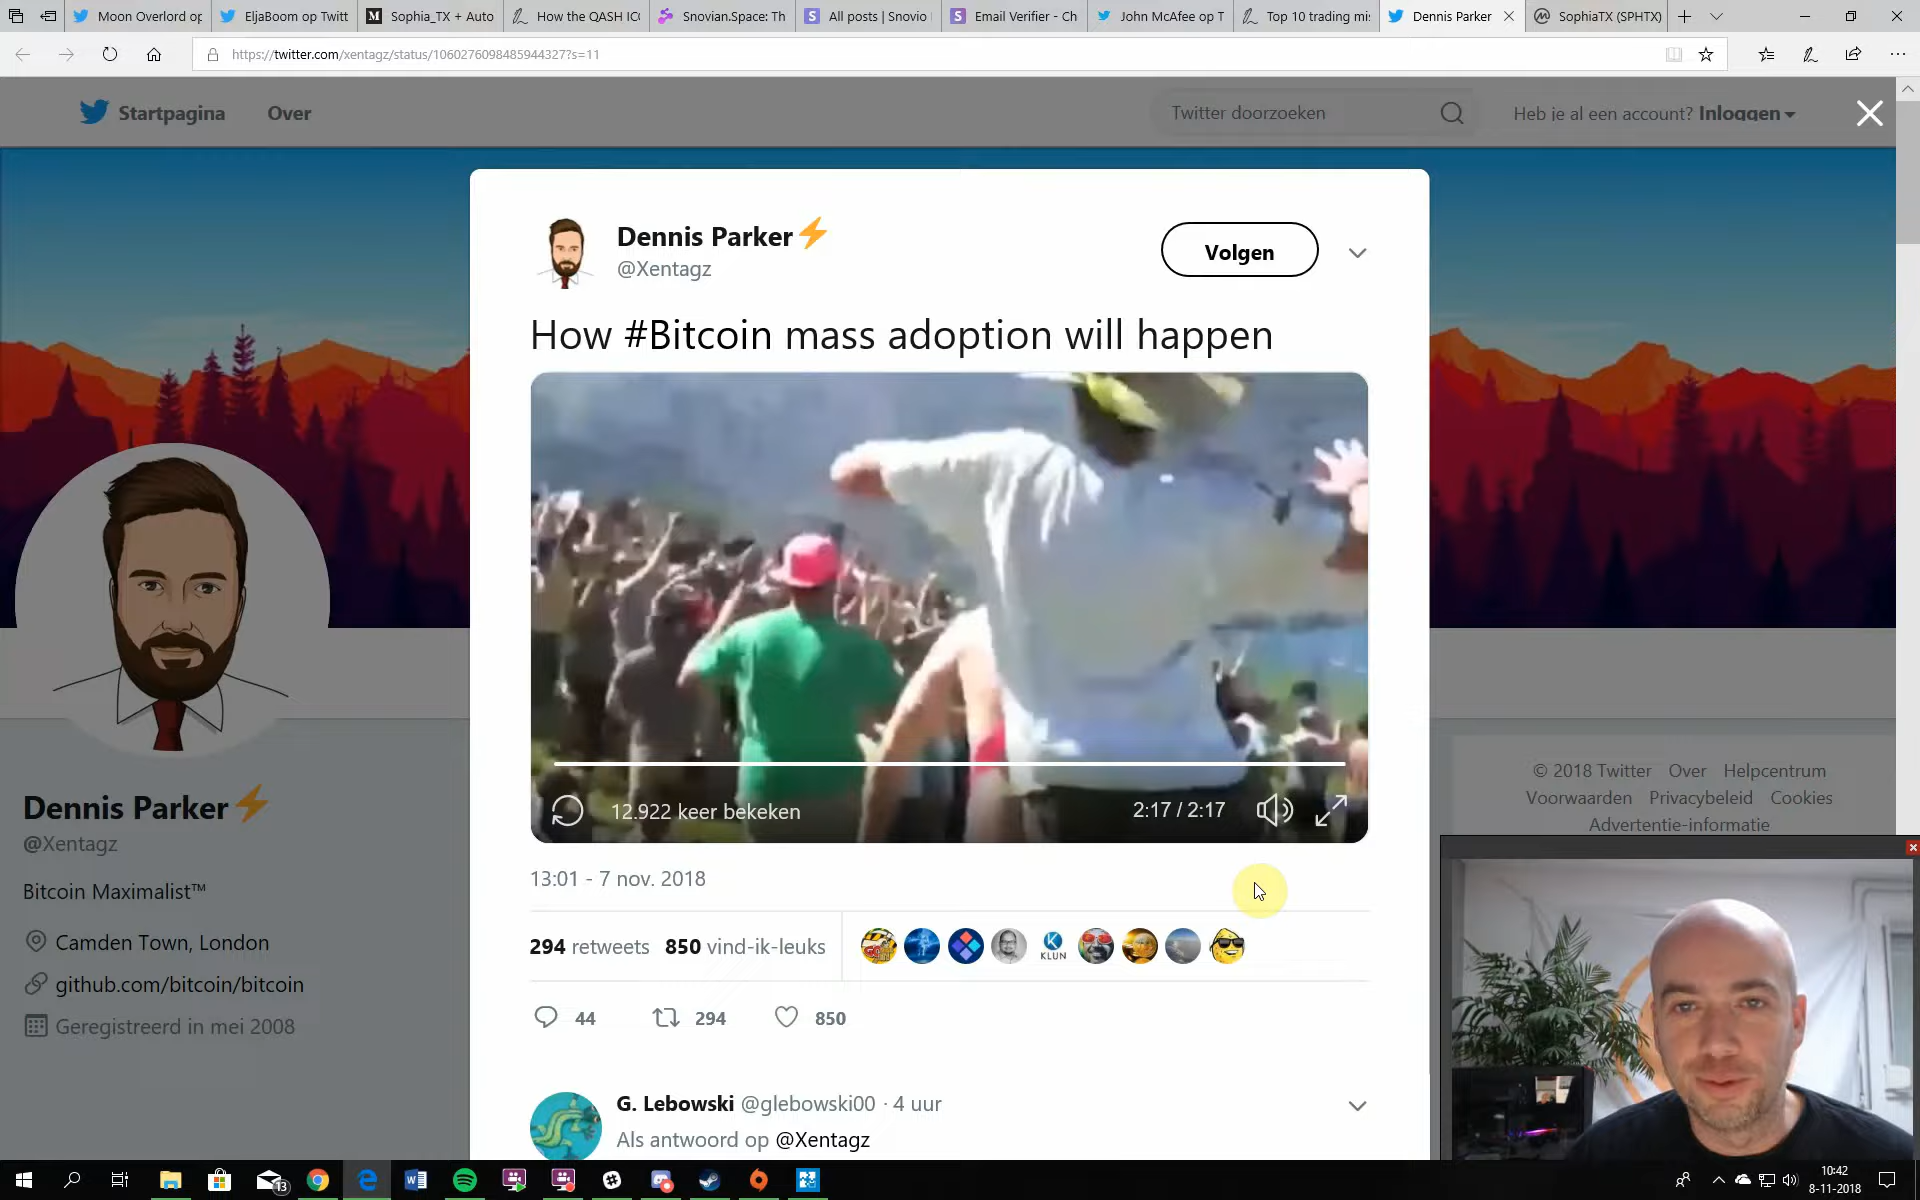 Moon Overlord op
EljaBoom op Twitt
Sophia_TX + Auto
How the QASH ICO
Snovian.Space: Th
All posts | Snovio
Email Verifier - Ch
John McAfee op T
Top 10 trading mi
Dennis Parker
SophiaTX (SPHTX)
https://twitter.com/xentagz/status/1060276098485944327?s=11
Startpagina
Over
Twitter doorzoeken
Heb je al een account? Inloggen
Dennis Parker⚡
@Xentagz
Volgen
How #Bitcoin mass adoption will happen
12.922 keer bekeken
2:17 / 2:17
13:01 - 7 nov. 2018
294 retweets 850 vind-ik-leuks
KLUN
44 294 850
G. Lebowski @glebowski00 · 4 uur
Als antwoord op @Xentagz
Dennis Parker⚡
@Xentagz
Bitcoin Maximalist™
Camden Town, London
github.com/bitcoin/bitcoin
Geregistreerd in mei 2008
© 2018 Twitter Over Helpcentrum
Voorwaarden Privacybeleid Cookies
Advertentie-informatie
13
10:42
8-11-2018